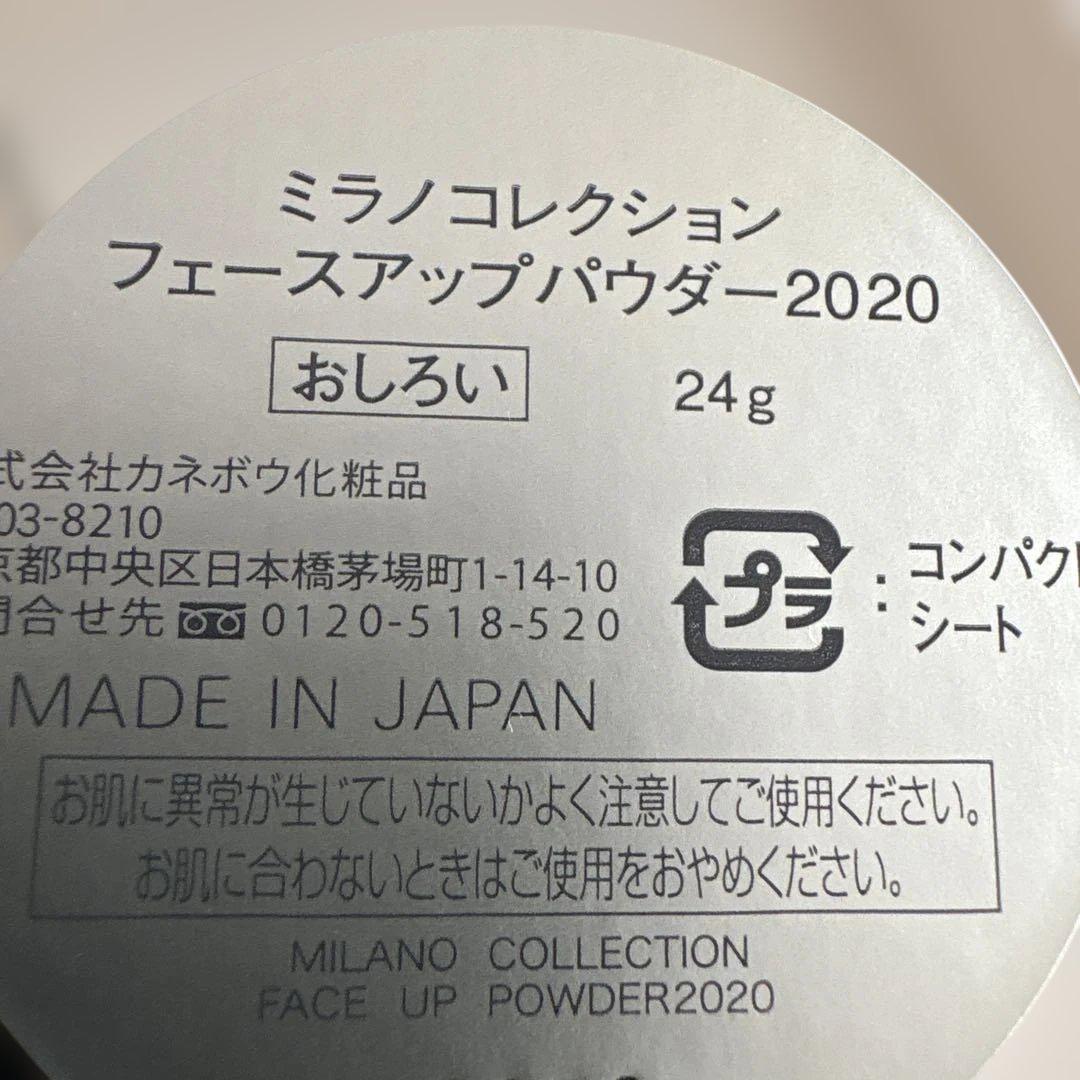 ミラノコレクション
フェースアップパウダー2020
おしろい 24g
式会社カネボウ化粧品
03-8210
京都中央区日本橋茅場町1-14-10
問合せ先 0120-518-520
プラ : コンパクト
シート
MADE IN JAPAN
お肌に異常が生じていないかよく注意してご使用ください。
お肌に合わないときはご使用をおやめください。
MILANO COLLECTION
FACE UP POWDER2020